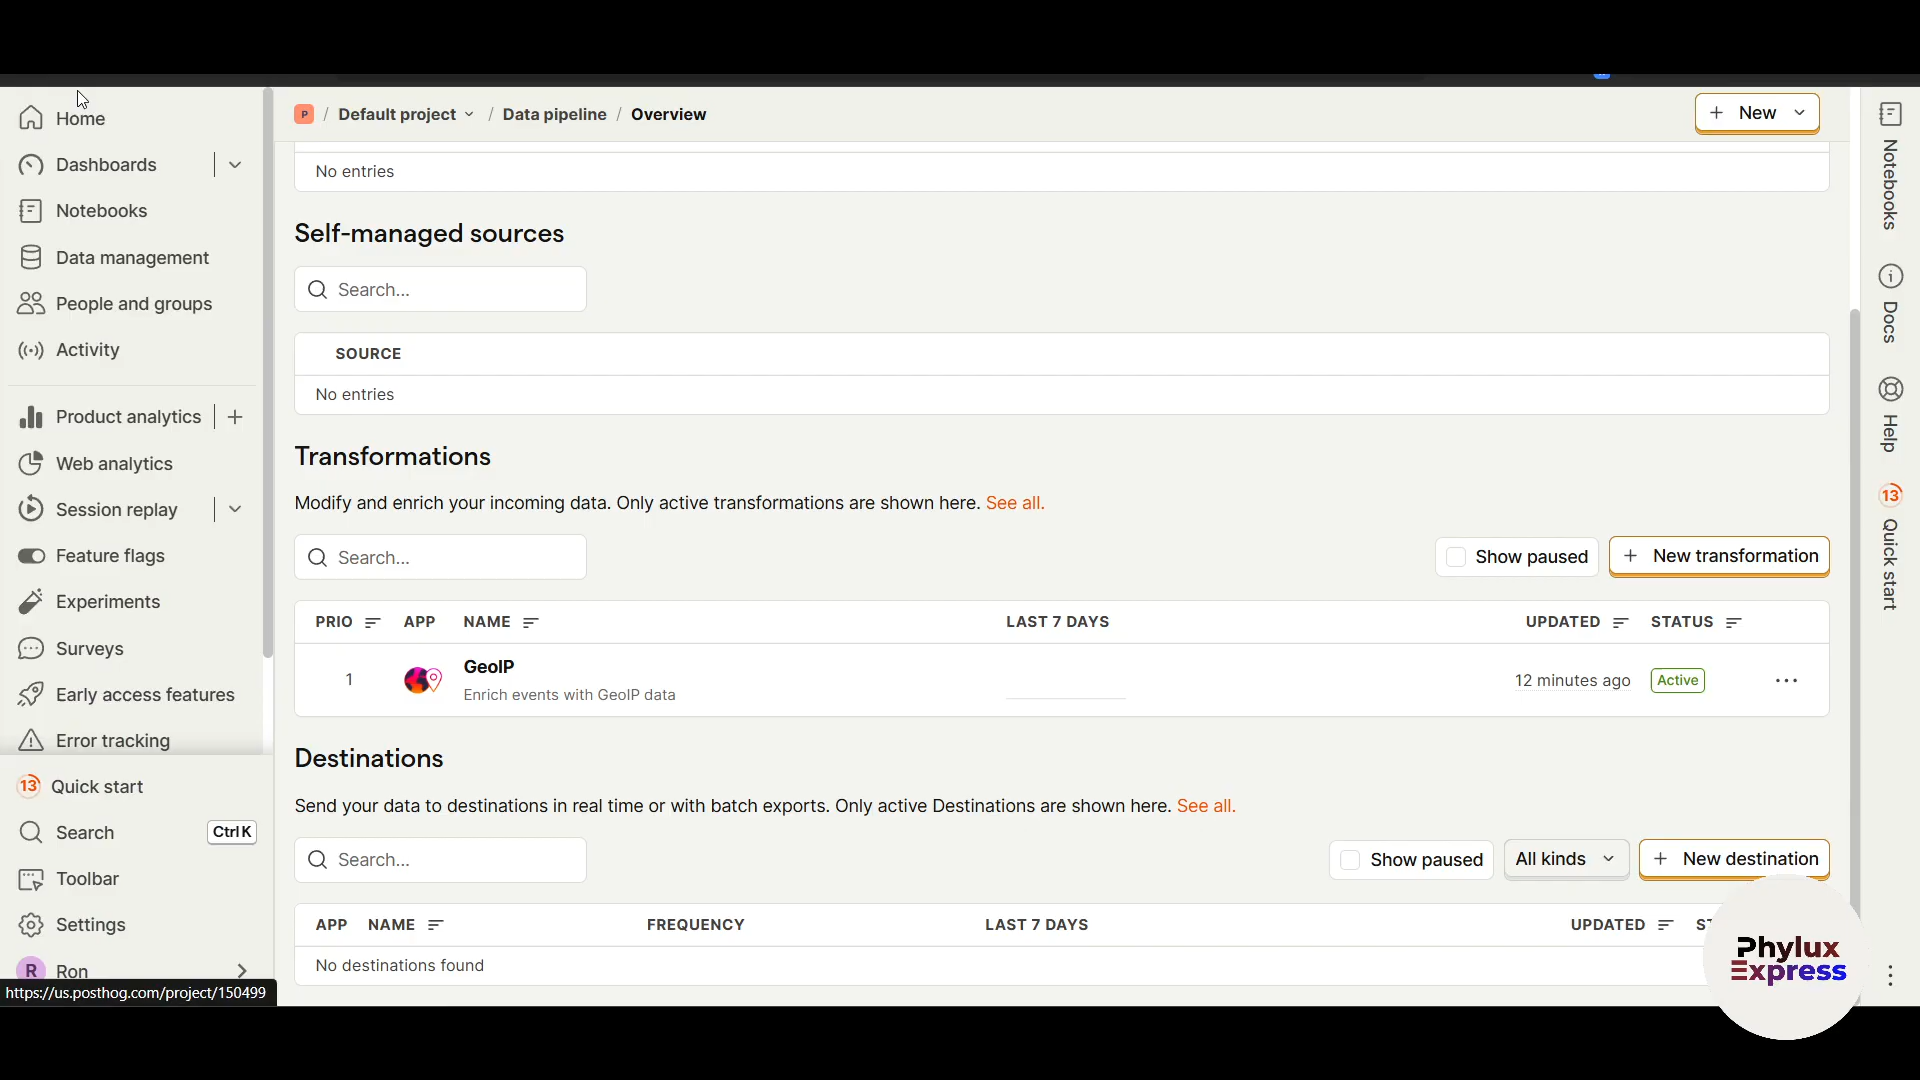 Home
Dashboards
Notebooks
Data management
People and groups
Activity
Product analytics
Web analytics
Session replay
Feature flags
Experiments
Surveys
Early access features
Error tracking
13 Quick start
Search Ctrl K
Toolbar
Settings
R Ron
https://us.posthog.com/project/150499
P / Default project / Data pipeline / Overview
+ New
No entries
Self-managed sources
Search...
SOURCE
No entries
Transformations
Modify and enrich your incoming data. Only active transformations are shown here. See all.
Search...
Show paused
+ New transformation
PRIO APP NAME LAST 7 DAYS UPDATED STATUS
1 GeoIP 12 minutes ago Active
Enrich events with GeoIP data
Destinations
Send your data to destinations in real time or with batch exports. Only active Destinations are shown here. See all.
Search...
Show paused
All kinds
+ New destination
APP NAME FREQUENCY LAST 7 DAYS UPDATED
No destinations found
Notebooks
Docs
Help
13 Quick start
Phylux
Express